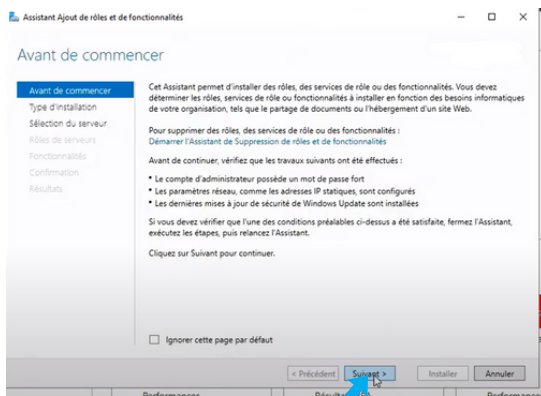 Assistant Ajout de rôles et de fonctionnalités
Avant de commencer
Avant de commencer
Type d'installation
Sélection du serveur
Rôles de serveurs
Fonctionnalités
Confirmation
Résultats
Cet Assistant permet d'installer des rôles, des services de rôle ou des fonctionnalités. Vous devez
déterminer les rôles, services de rôle ou fonctionnalités à installer en fonction des besoins informatiques
de votre organisation, tels que le partage de documents ou l'hébergement d'un site Web.
Pour supprimer des rôles, des services de rôle ou des fonctionnalités :
Démarrer l'Assistant de Suppression de rôles et de fonctionnalités
Avant de continuer, vérifiez que les travaux suivants ont été effectués :
• Le compte d'administrateur possède un mot de passe fort
• Les paramètres réseau, comme les adresses IP statiques, sont configurés
• Les dernières mises à jour de sécurité de Windows Update sont installées
Si vous devez vérifier que l'une des conditions préalables ci-dessus a été satisfaite, fermez l'Assistant,
exécutez les étapes, puis relancez l'Assistant.
Cliquez sur Suivant pour continuer.
Ignorer cette page par défaut
< Précédent
Suivant >
Installer
Annuler
Performances